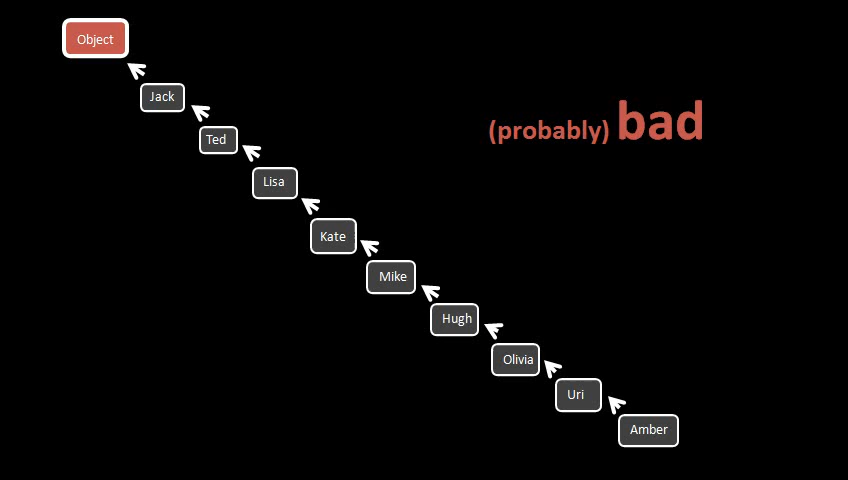 Object
Jack
(probably) bad
Ted
Lisa
Kate
Mike
Hugh
Olivia
Uri
Amber